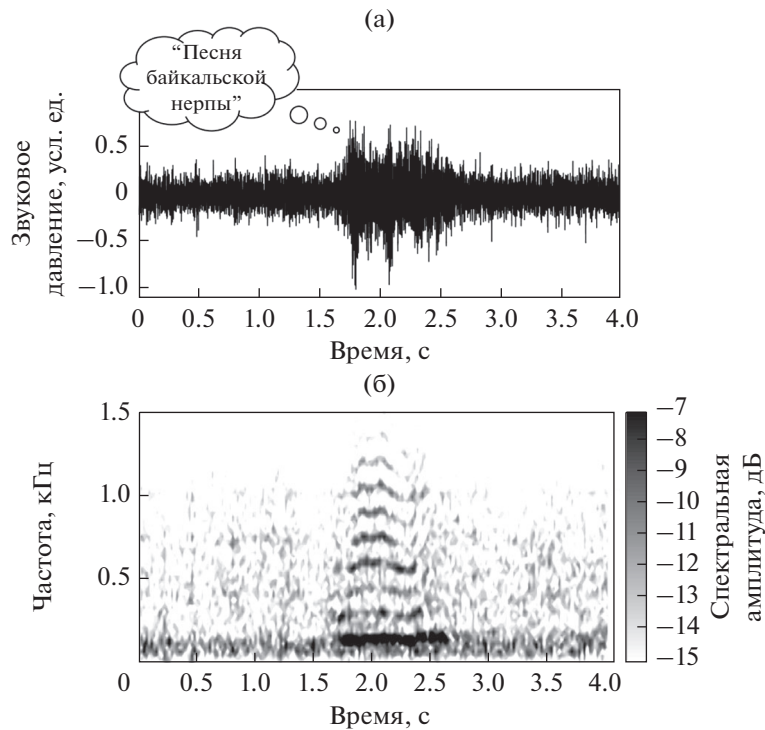 (а)
“Песня
байкальской
нерпы”
Звуковое
давление, усл. ед.
0.5
0
−0.5
−1.0
0 0.5 1.0 1.5 2.0 2.5 3.0 3.5 4.0
Время, с
(б)
Частота, кГц
1.5
1.0
0.5
0 0.5 1.0 1.5 2.0 2.5 3.0 3.5 4.0
Время, с
−7
−8
−9
−10
−11
−12
−13
−14
−15
Спектральная
амплитуда, дБ